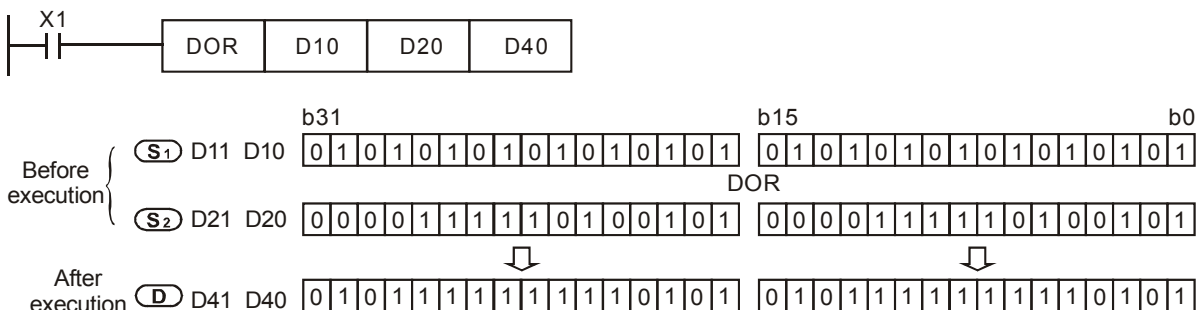 X1
DOR D10 D20 D40
b31 b15 b0
Before execution
S1 D11 D10 0 1 0 1 0 1 0 1 0 1 0 1 0 1 0 1 0 1 0 1 0 1 0 1 0 1 0 1 0 1 0 1
DOR
S2 D21 D20 0 0 0 0 1 1 1 1 1 0 1 0 0 1 0 1 0 0 0 0 1 1 1 1 1 0 1 0 0 1 0 1
After execution
D D41 D40 0 1 0 1 1 1 1 1 1 1 1 1 0 1 0 1 0 1 0 1 1 1 1 1 1 1 1 1 0 1 0 1